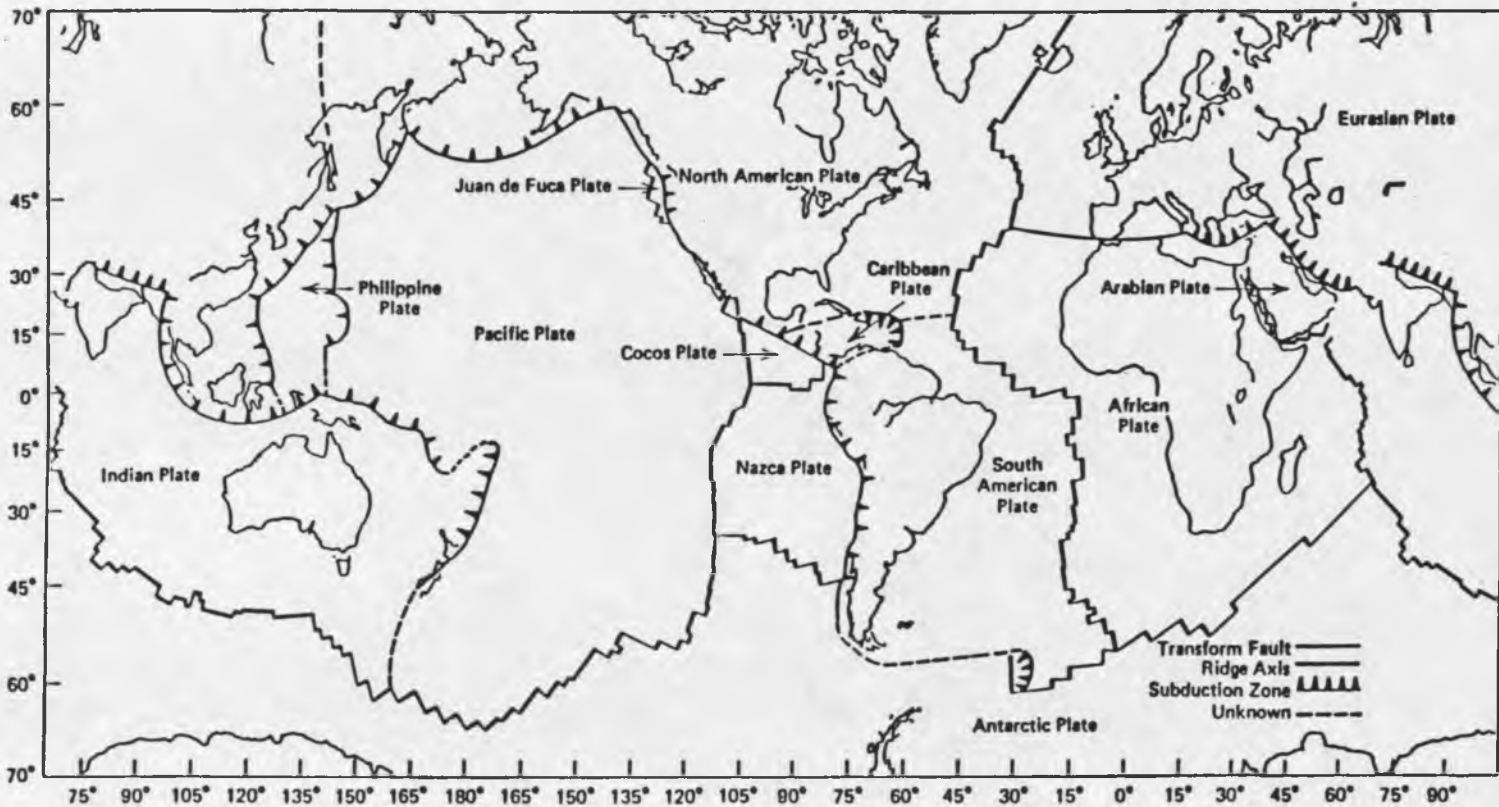 70°
60°
45°
30°
15°
0°
15°
30°
45°
60°
70°
Eurasian Plate
North American Plate
Juan de Fuca Plate
Caribbean
Plate
Philippine
Plate
Arabian Plate
Pacific Plate
Cocos Plate
African
Plate
Indian Plate
Nazca Plate
South
American
Plate
Antarctic Plate
Transform Fault
Ridge Axis
Subduction Zone
Unknown
75° 90° 105° 120° 135° 150° 165° 180° 165° 150° 135° 120° 105° 90° 75° 60° 45° 30° 15° 0° 15° 30° 45° 60° 75° 90°